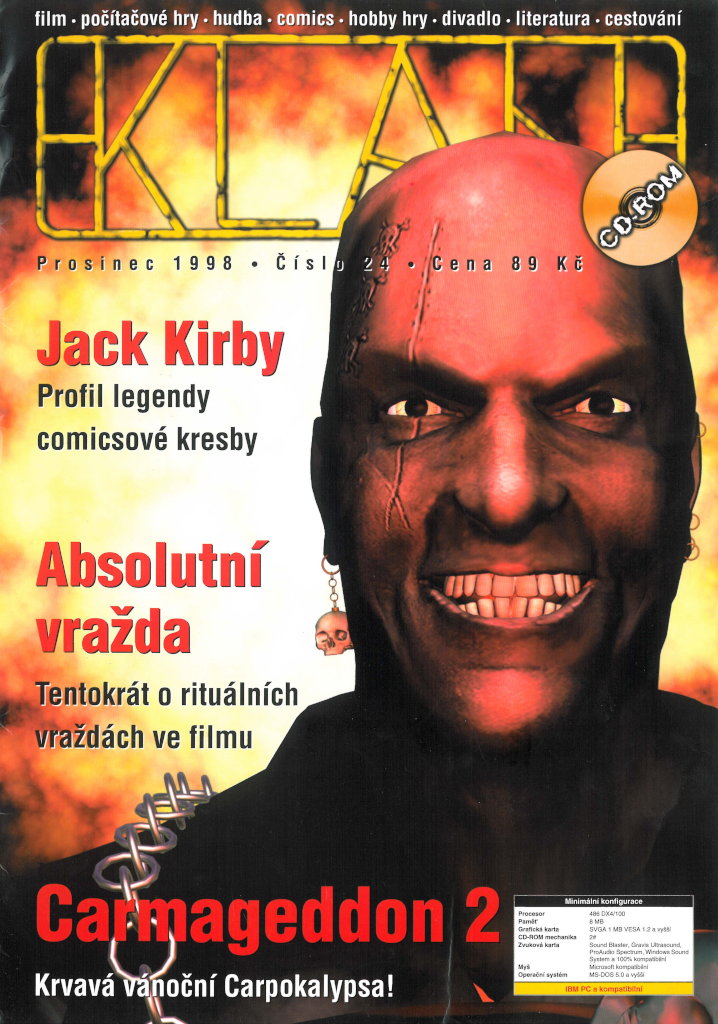 film · počítačové hry · hudba · comics · hobby hry · divadlo · literatura · cestování
KLAN
CD-ROM
Prosinec 1998 • Číslo 24 • Cena 89 Kč
Jack Kirby
Profil legendy
comicsové kresby
Absolutní
vražda
Tentokrát o rituálních
vraždách ve filmu
Carmageddon 2
Krvavá vánoční Carpokalypsa!
Minimální konfigurace
Procesor 486 DX4/100
Paměť 8 MB
Grafická karta SVGA 1 MB VESA 1.2 a vyšší
CD-ROM mechanika 2#
Zvuková karta Sound Blaster, Gravis Ultrasound,
ProAudio Spectrum, Windows Sound
System a 100% kompatibilní
Myš Microsoft kompatibilní
Operační systém MS-DOS 5.0 a vyšší
IBM PC a kompatibilní